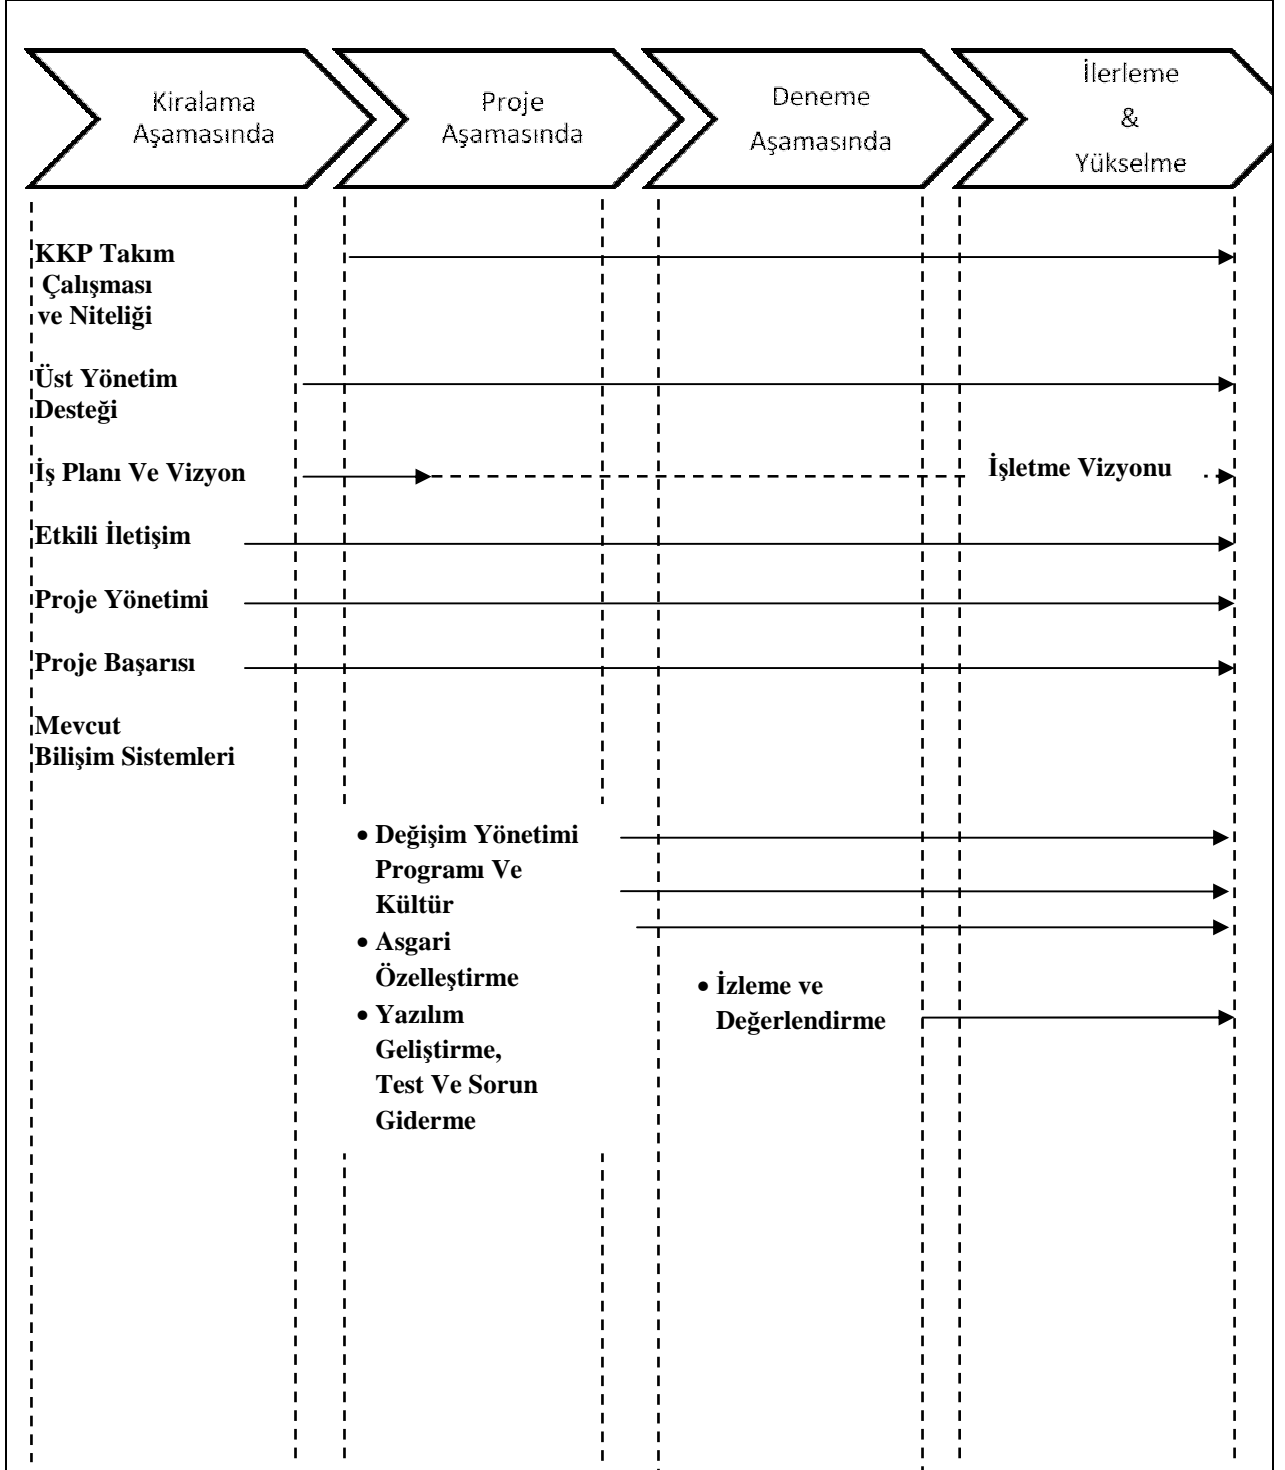 Kiralama
Aşamasında
Proje
Aşamasında
Deneme
Aşamasında
İlerleme
&
Yükselme
KKP Takım
Çalışması
ve Niteliği
Üst Yönetim
Desteği
İş Planı Ve Vizyon
İşletme Vizyonu
Etkili İletişim
Proje Yönetimi
Proje Başarısı
Mevcut
Bilişim Sistemleri
• Değişim Yönetimi
Programı Ve
Kültür
• Asgari
Özelleştirme
• Yazılım
Geliştirme,
Test Ve Sorun
Giderme
• İzleme ve
Değerlendirme